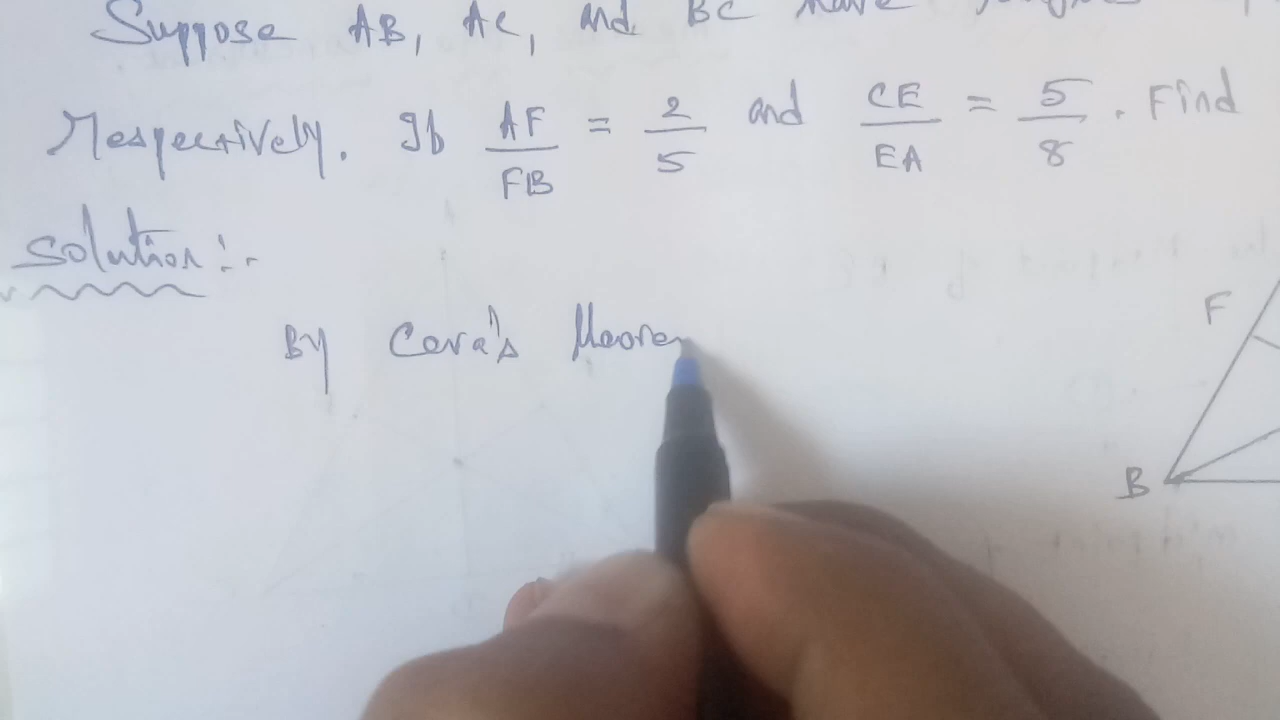 Suppose AB, AC, and BC have
Respectively. If AF/FB = 2/5 and CE/EA = 5/8. Find
Solution:-
By Ceva's theorem
F
B